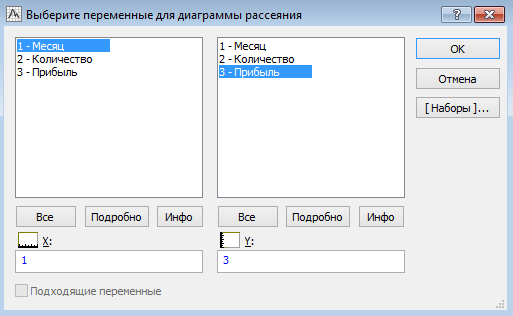 Выберите переменные для диаграммы рассеяния
1 - Месяц
2 - Количество
3 - Прибыль
1 - Месяц
2 - Количество
3 - Прибыль
OK
Отмена
[ Наборы ]...
Все Подробно Инфо
Все Подробно Инфо
X:
1
Y:
3
Подходящие переменные